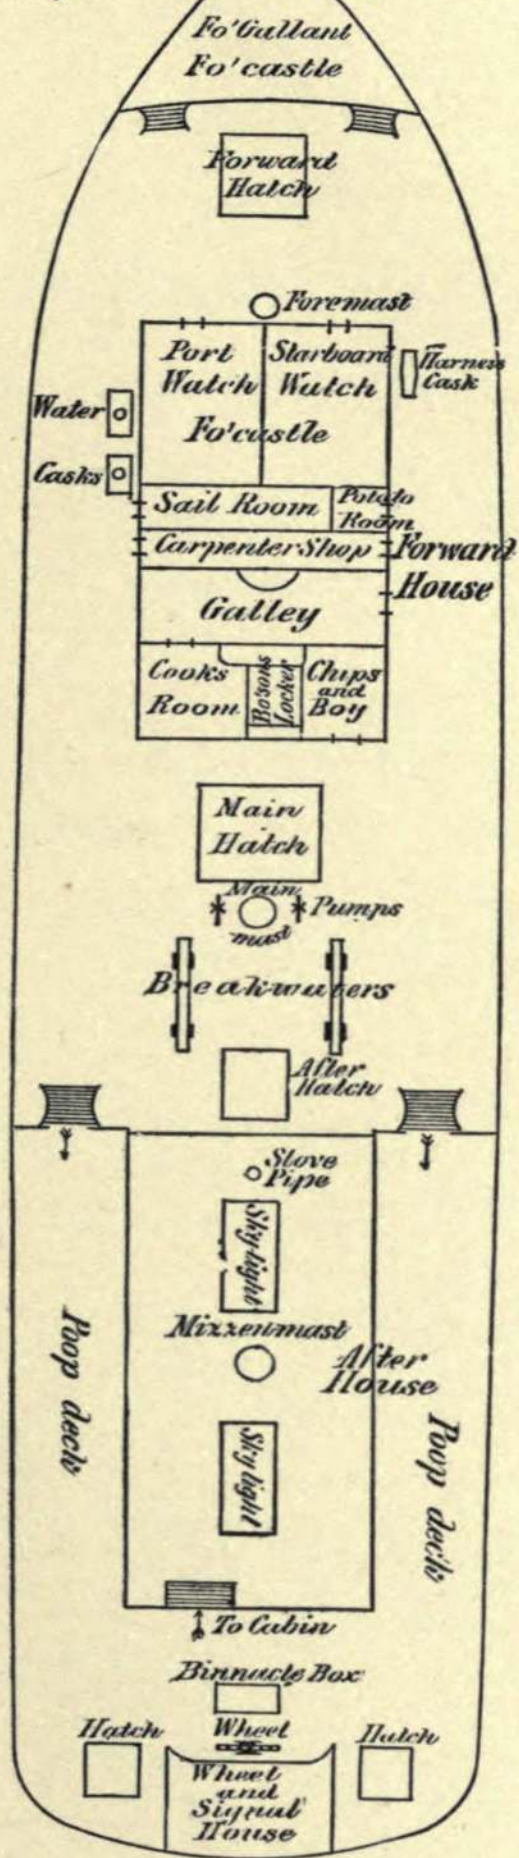 Fo'Gallant
Fo'castle
Forward
Hatch
Foremast
Port
Watch
Starboard
Watch
Fo'castle
Harness
Cask
Water
Casks
Sail Room
Potato
Room
Carpenter Shop
Forward
House
Galley
Cooks
Room
Bo'sons
Locker
Chips
and
Boy
Main
Hatch
Main
mast
Pumps
Breakwaters
After
Hatch
Stove
Pipe
Skylight
Mizzenmast
After
House
Poop deck
Poop deck
Skylight
To Cabin
Binnacle Box
Hatch
Wheel
Hatch
Wheel
and
Signal
House